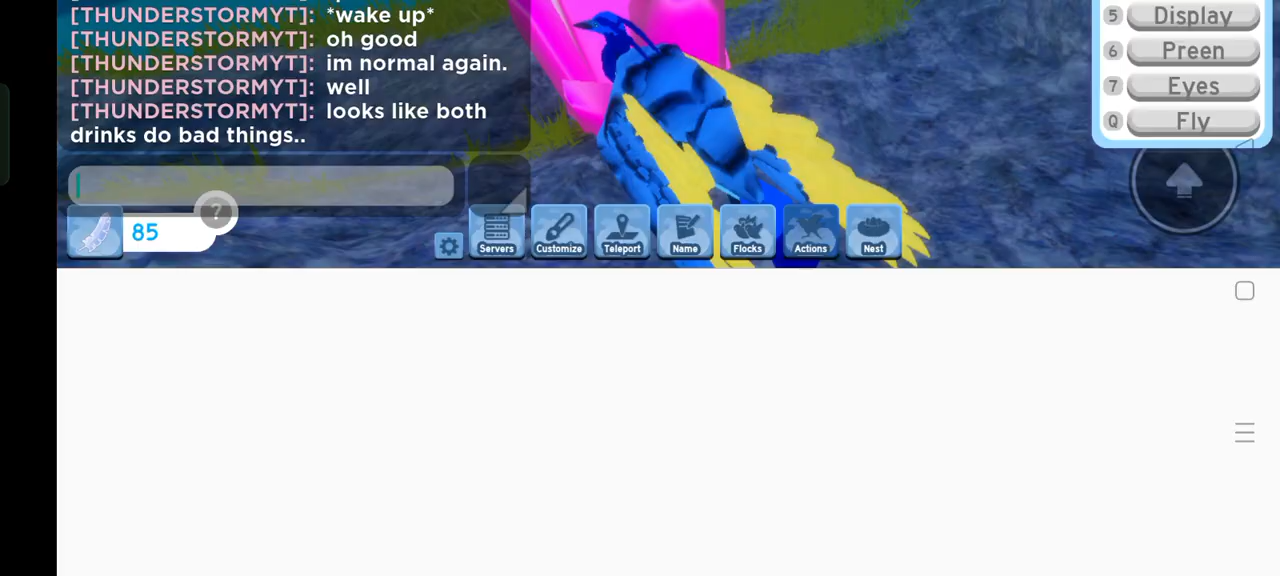 [THUNDERSTORMYT]: *wake up*
[THUNDERSTORMYT]: oh good
[THUNDERSTORMYT]: im normal again.
[THUNDERSTORMYT]: well
[THUNDERSTORMYT]: looks like both
drinks do bad things..
5 Display
6 Preen
7 Eyes
Q Fly
?
85
Servers
Customize
Teleport
Name
Flocks
Actions
Nest